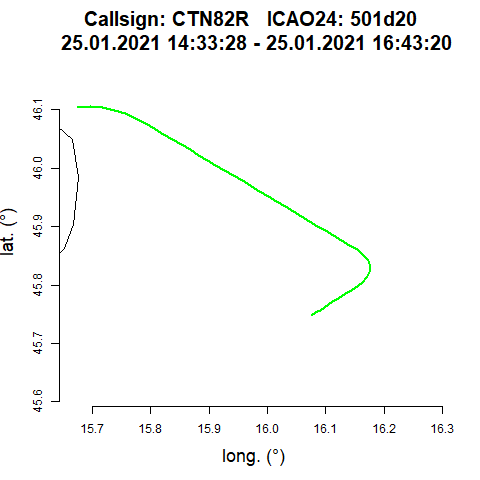 Callsign: CTN82R   ICAO24: 501d20
25.01.2021 14:33:28 - 25.01.2021 16:43:20
lat. (°)
46.1
46.0
45.9
45.8
45.7
45.6
15.7 15.8 15.9 16.0 16.1 16.2 16.3
long. (°)